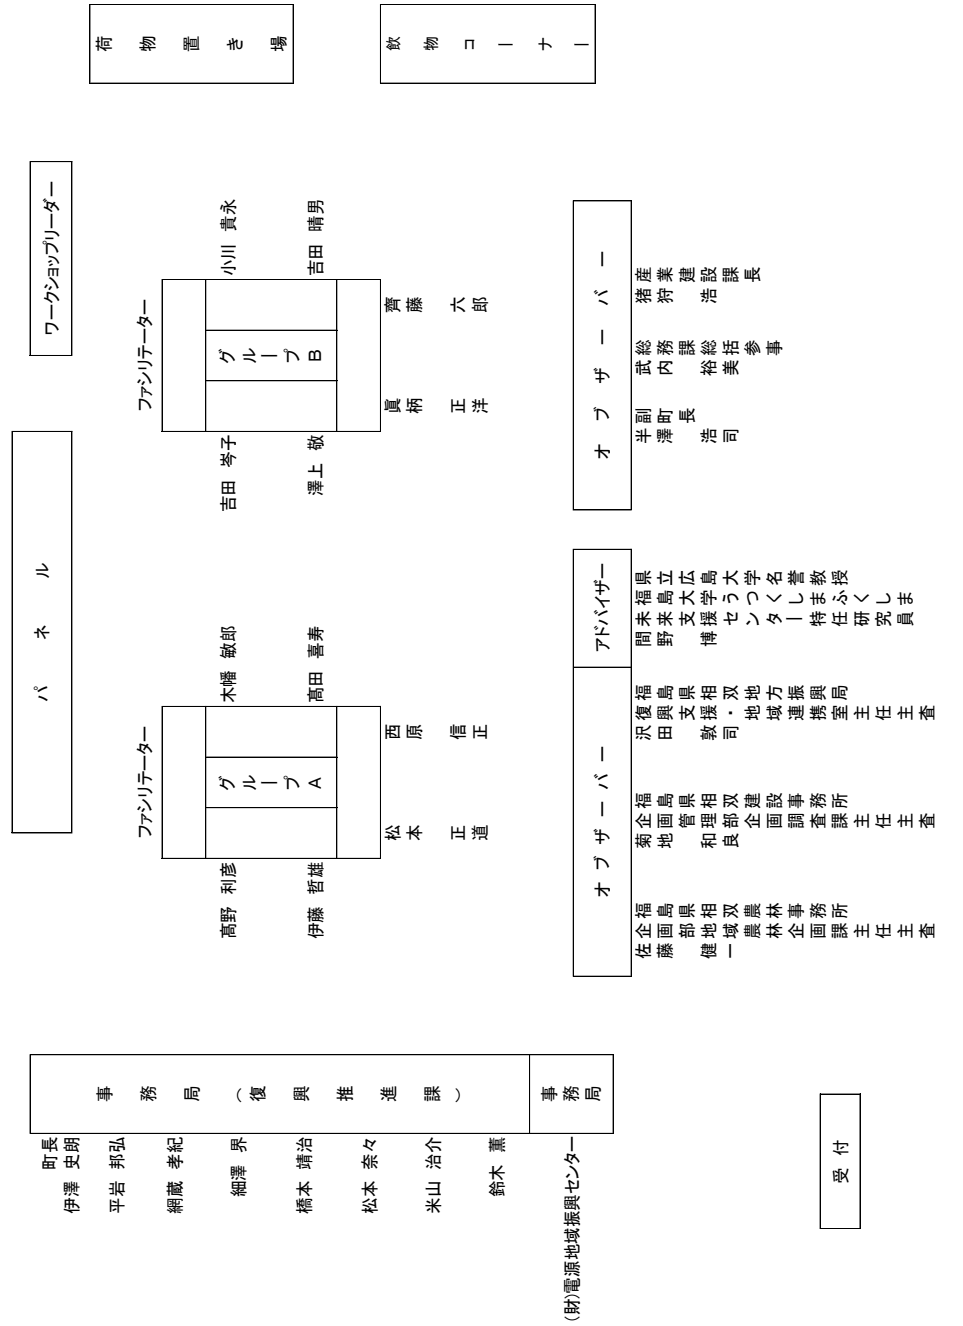 パネル
ワークショップリーダー
荷物置き場
飲物コーナー
ファシリテーター
グループA
髙野 利彦
伊藤 哲雄
木幡 敏郎
髙田 喜寿
松本 正道
西原 信正
ファシリテーター
グループB
吉田 岑子
澤上 敬
小川 貴永
吉田 晴男
眞柄 正洋
齊藤 六郎
事務局(復興推進課)
町長
伊澤 史朗
平岩 邦弘
網蔵 孝紀
細澤 界
橋本 靖治
松本 奈々
米山 治介
鈴木 薫
事務局
(財)電源地域振興センター
オブザーバー
福島県相双農林事務所
企画部地域農林企画課主任主査
佐藤 健一
福島県相双建設事務所
企画管理部企画調査課主任主査
菊地 和良
福島県相双地方振興局
復興支援・地域連携室主任主査
沢田 敦司
アドバイザー
県立広島大学名誉教授
福島大学うつくしまふくしま
未来支援センター特任研究員
間野 博
オブザーバー
副町長
半澤 浩司
総務課総括参事
武内 裕美
産業建設課長
猪狩 浩
受付